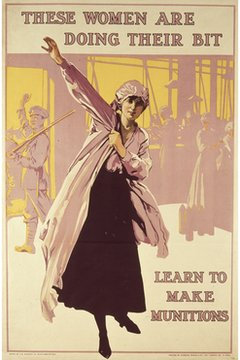 THESE WOMEN ARE
DOING THEIR BIT
LEARN TO
MAKE
MUNITIONS